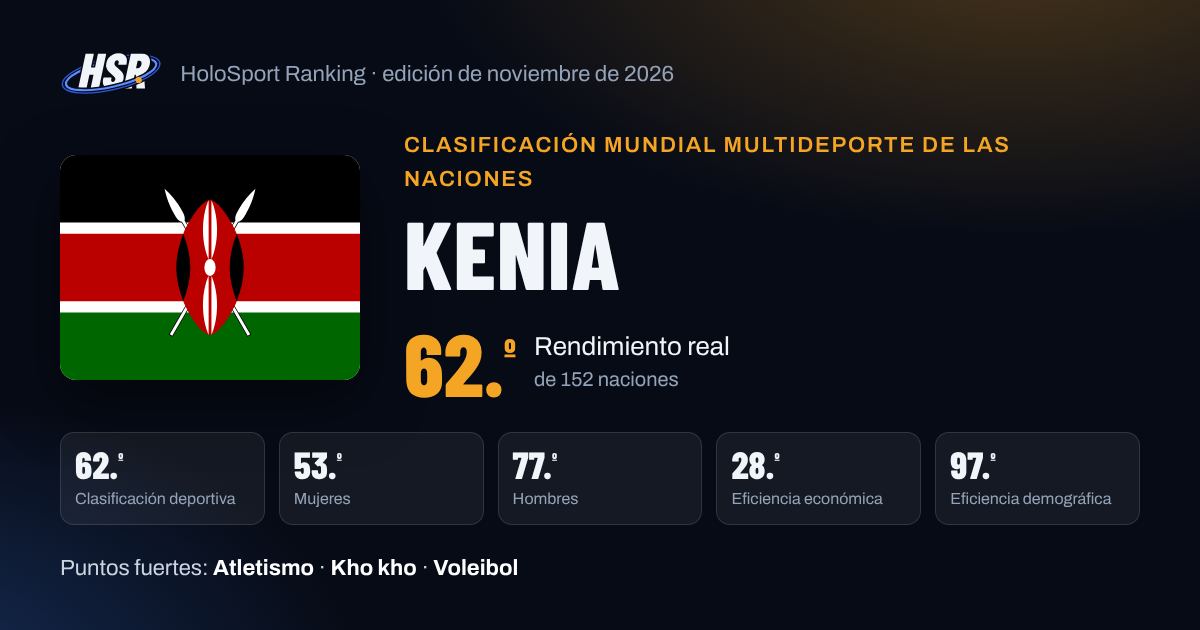 HSR
HoloSport Ranking · edición de noviembre de 2026
CLASIFICACIÓN MUNDIAL MULTIDEPORTE DE LAS
NACIONES
KENIA
62.º
Rendimiento real
de 152 naciones
62.º
Clasificación deportiva
53.º
Mujeres
77.º
Hombres
28.º
Eficiencia económica
97.º
Eficiencia demográfica
Puntos fuertes: Atletismo · Kho kho · Voleibol